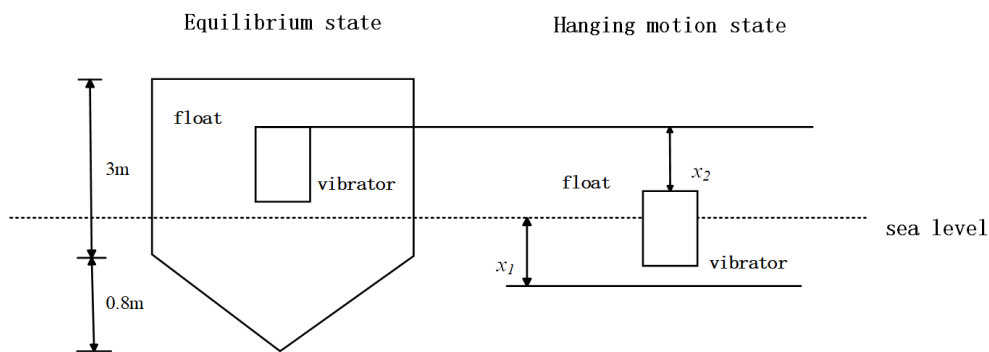 Equilibrium state
Hanging motion state
float
3m
vibrator
float
x2
sea level
x1
vibrator
0.8m